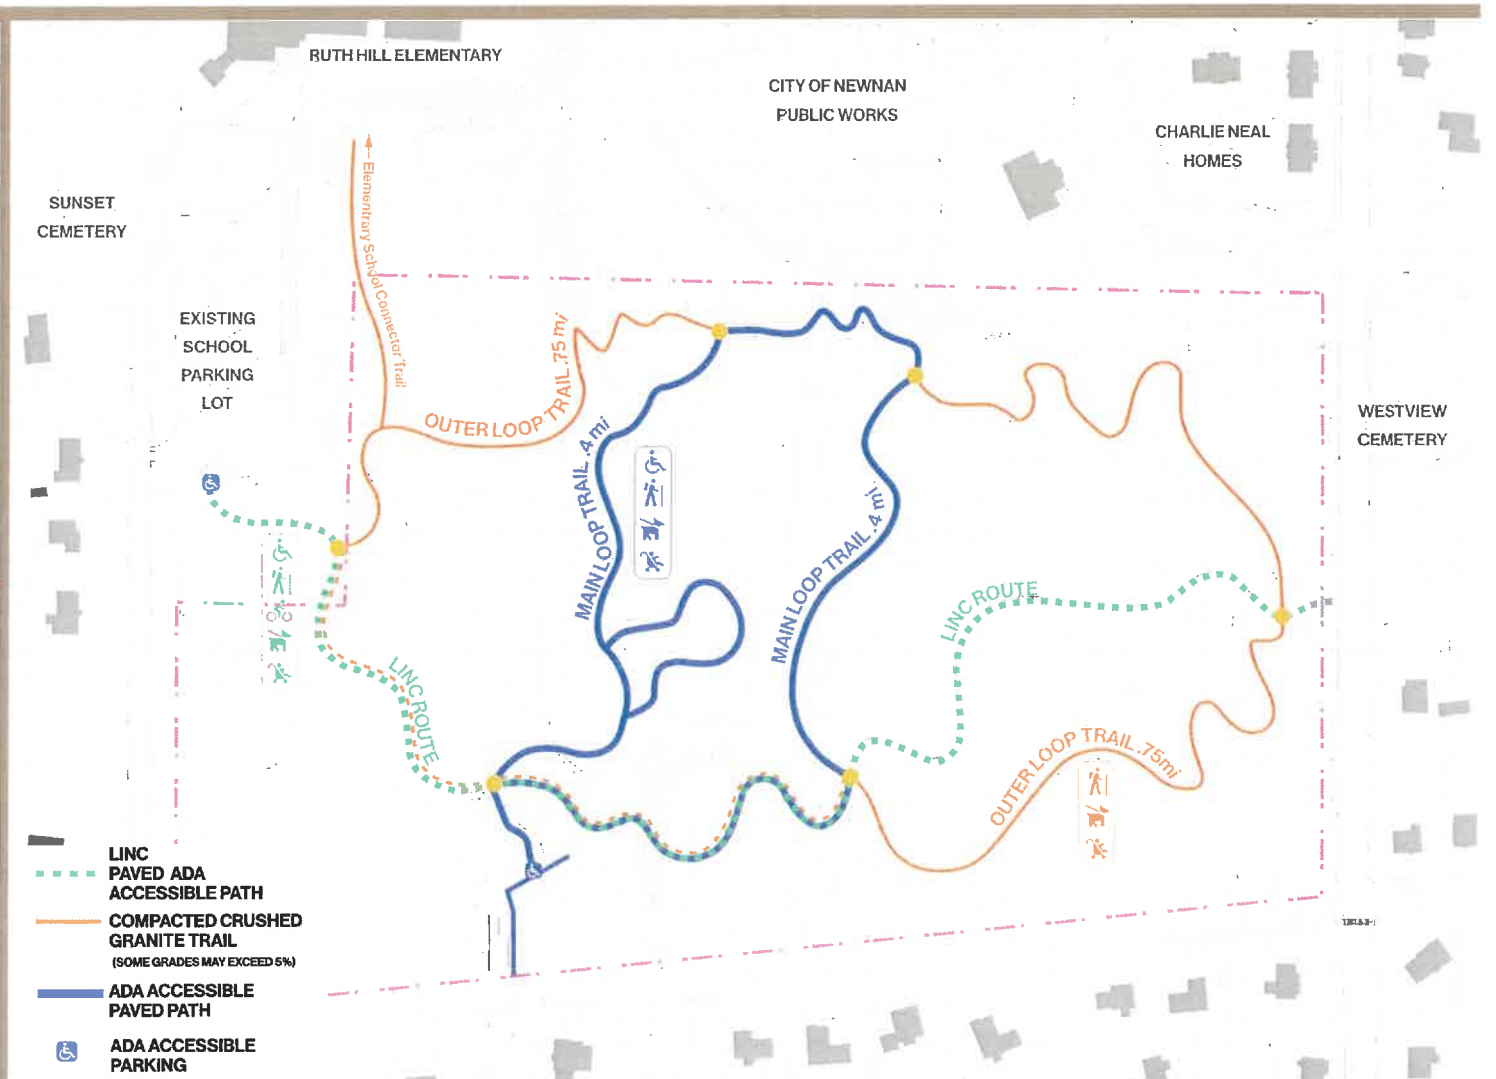 RUTH HILL ELEMENTARY
CITY OF NEWNAN
PUBLIC WORKS
CHARLIE NEAL
HOMES
SUNSET
CEMETERY
Elementrary School Connector Trail
EXISTING
SCHOOL
PARKING
LOT
OUTER LOOP TRAIL .75 mi
WESTVIEW
CEMETERY
MAIN LOOP TRAIL .4 mi
MAIN LOOP TRAIL .4 mi
LINC ROUTE
LINC ROUTE
OUTER LOOP TRAIL .75mi
LINC
PAVED ADA
ACCESSIBLE PATH
COMPACTED CRUSHED
GRANITE TRAIL
(SOME GRADES MAY EXCEED 5%)
ADA ACCESSIBLE
PAVED PATH
ADA ACCESSIBLE
PARKING